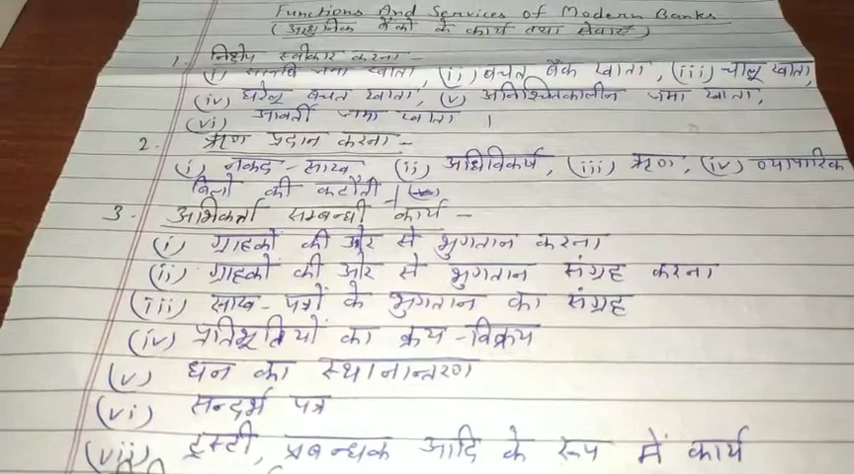 Functions And Services of Modern Banks
(आधुनिक बैंकों के कार्य तथा सेवाएँ)
1. निक्षेप स्वीकार करना -
(i) सावधि जमा खाता, (ii) बचत बैंक खाता, (iii) चालू खाता,
(iv) घरेलू बचत खाता, (v) अनिश्चितकालीन जमा खाता,
(vi) आवर्ती जमा खाता ।
2. ऋण प्रदान करना -
(i) नकद - साख (ii) अधिविकर्ष, (iii) ऋण, (iv) व्यापारिक
बिलों की कटौती -
3. अभिकर्ता सम्बन्धी कार्य -
(i) ग्राहकों की ओर से भुगतान करना
(ii) ग्राहकों की ओर से भुगतान संग्रह करना
(iii) साख - पत्रों के भुगतान का संग्रह
(iv) प्रतिभूतियों का क्रय - विक्रय
(v) धन का स्थानान्तरण
(vi) सन्दर्भ पत्र
(vii) ट्रस्टी, प्रबन्धक आदि के रूप में कार्य